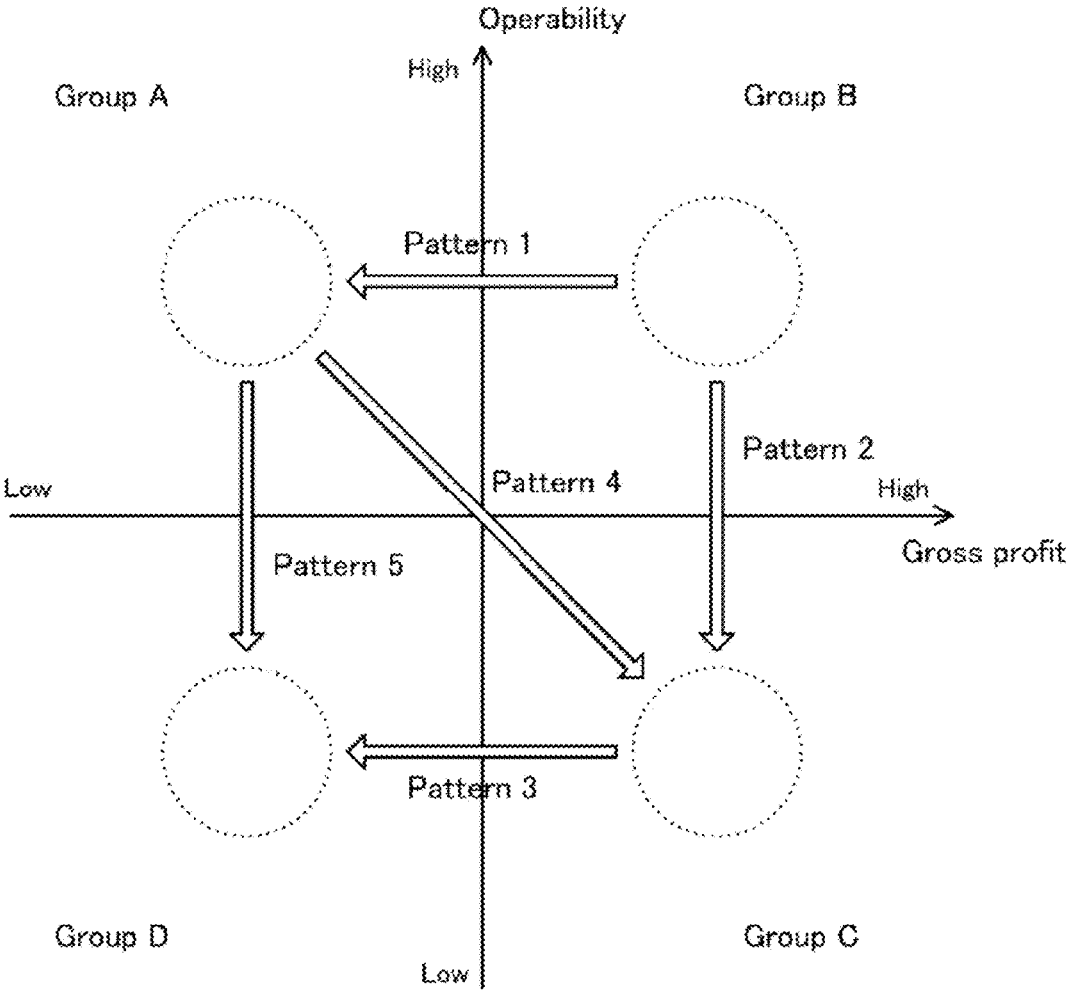 Operability
High
Group A
Group B
Pattern 1
Pattern 2
Low
Pattern 4
High
Gross profit
Pattern 5
Pattern 3
Group D
Group C
Low